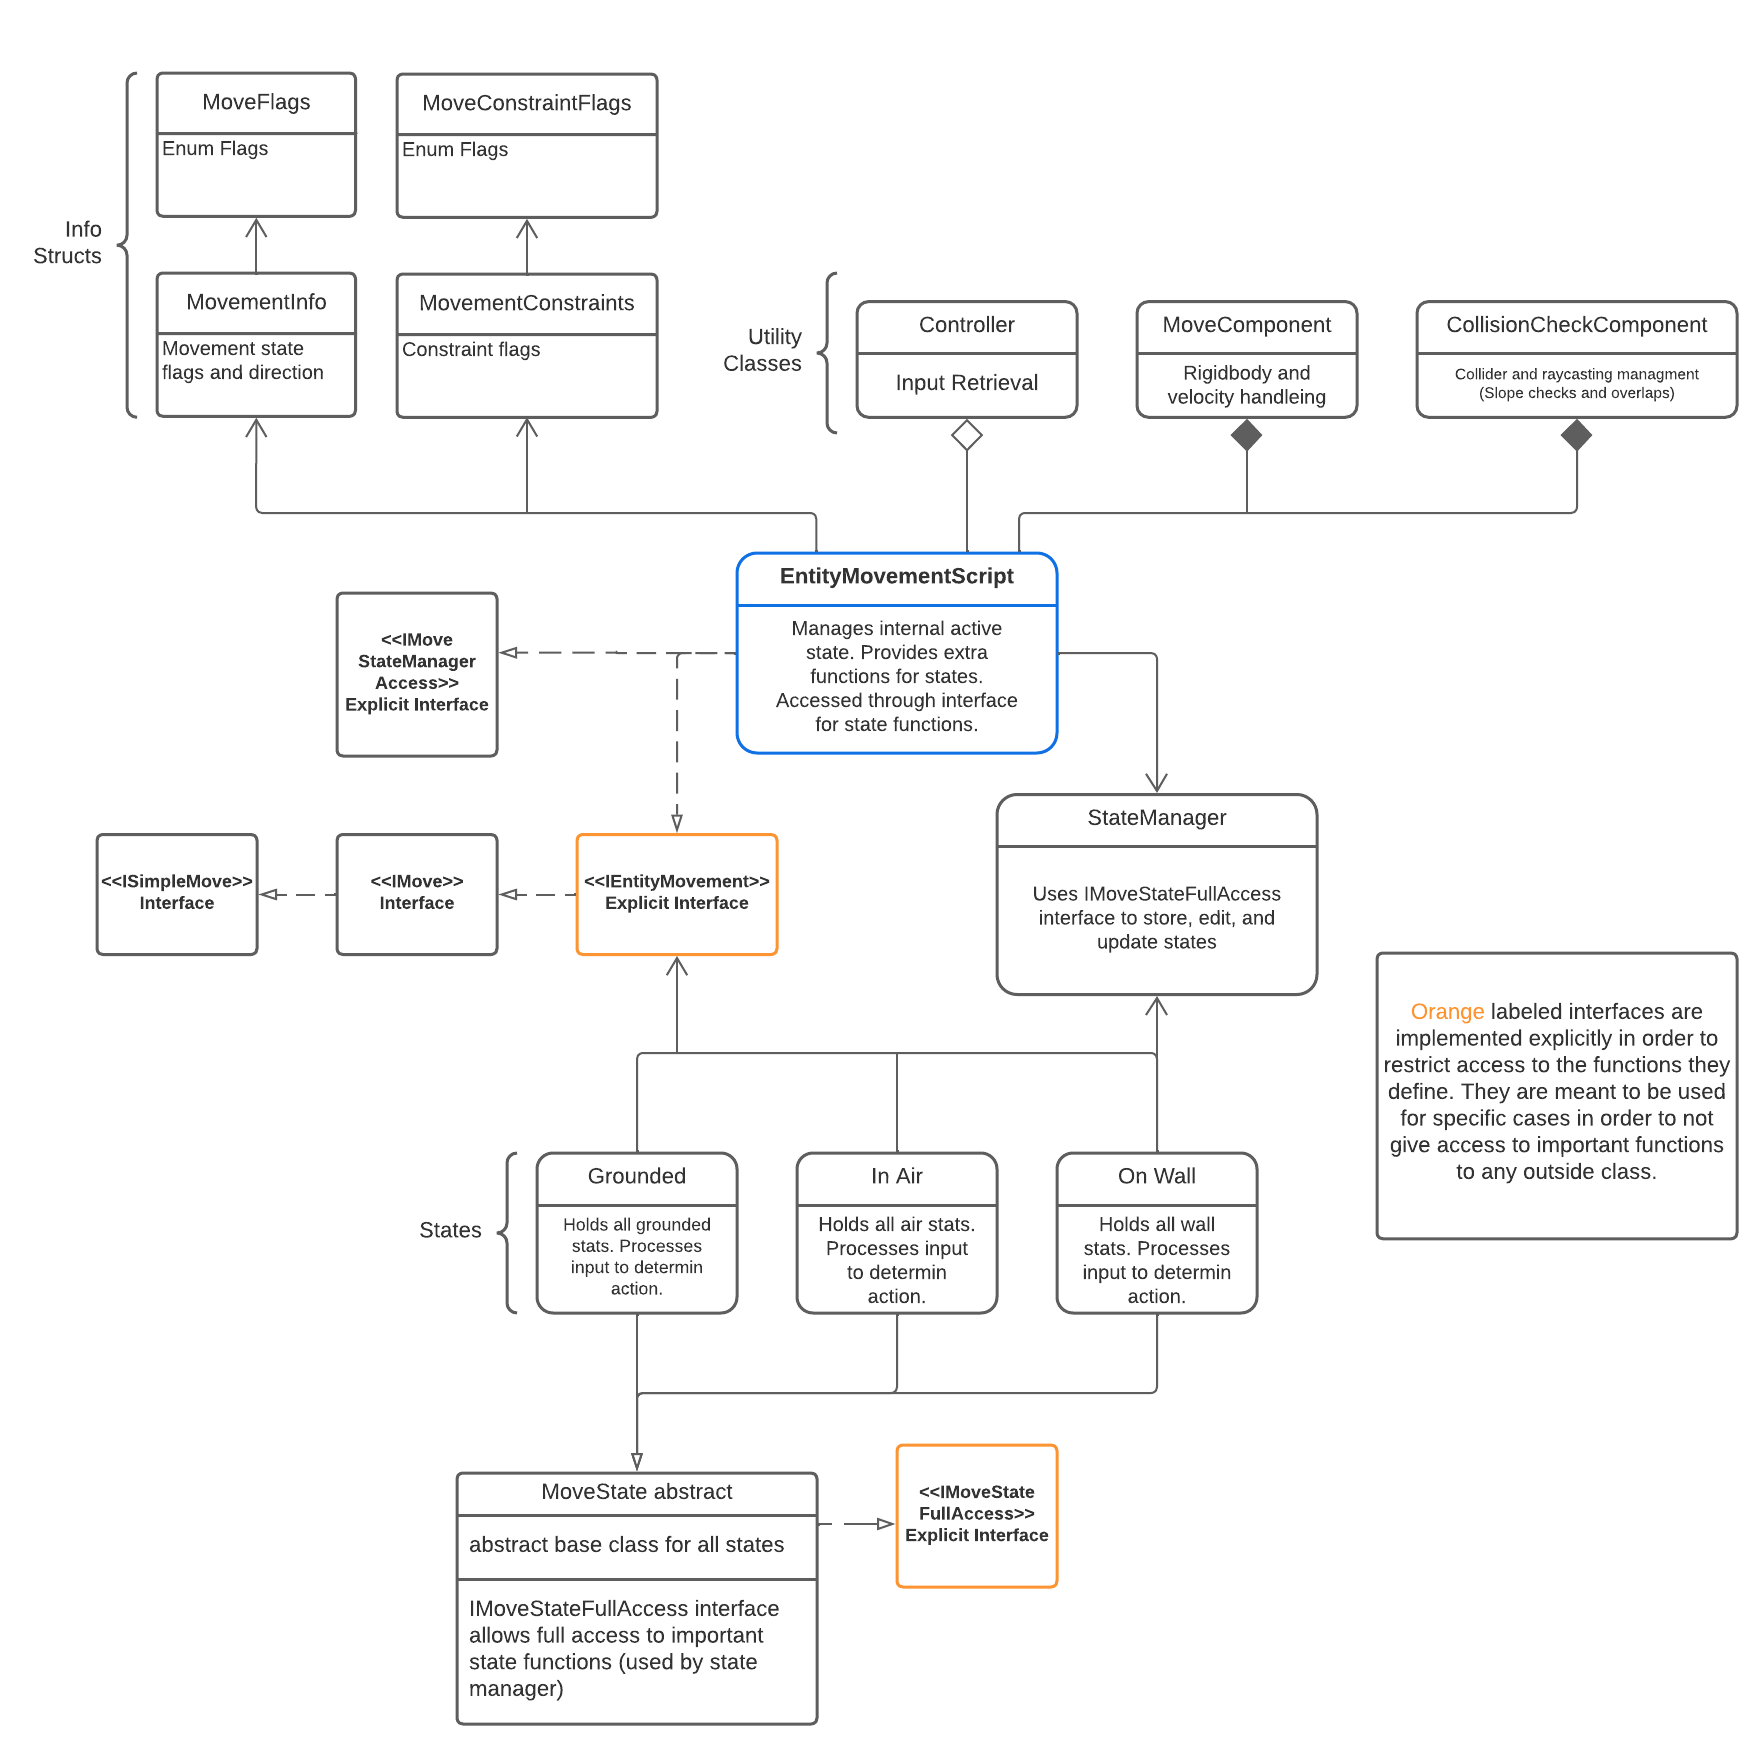 MoveFlags
Enum Flags
MoveConstraintFlags
Enum Flags
Info
Structs
MovementInfo
Movement state
flags and direction
MovementConstraints
Constraint flags
Utility
Classes
Controller
Input Retrieval
MoveComponent
Rigidbody and
velocity handleing
CollisionCheckComponent
Collider and raycasting managment
(Slope checks and overlaps)
EntityMovementScript
Manages internal active
state. Provides extra
functions for states.
Accessed through interface
for state functions.
<<IMove
StateManager
Access>>
Explicit Interface
<<ISimpleMove>>
Interface
<<IMove>>
Interface
<<IEntityMovement>>
Explicit Interface
StateManager
Uses IMoveStateFullAccess
interface to store, edit, and
update states
Orange labeled interfaces are
implemented explicitly in order to
restrict access to the functions they
define. They are meant to be used
for specific cases in order to not
give access to important functions
to any outside class.
States
Grounded
Holds all grounded
stats. Processes
input to determin
action.
In Air
Holds all air stats.
Processes input
to determin
action.
On Wall
Holds all wall
stats. Processes
input to determin
action.
MoveState abstract
abstract base class for all states
IMoveStateFullAccess interface
allows full access to important
state functions (used by state
manager)
<<IMoveState
FullAccess>>
Explicit Interface